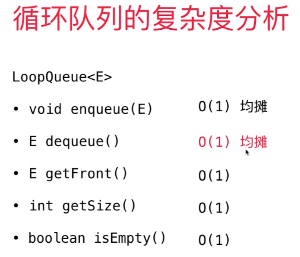 循环队列的复杂度分析
LoopQueue<E>
• void enqueue(E) O(1) 均摊
• E dequeue() O(1) 均摊
• E getFront() O(1)
• int getSize() O(1)
• boolean isEmpty() O(1)